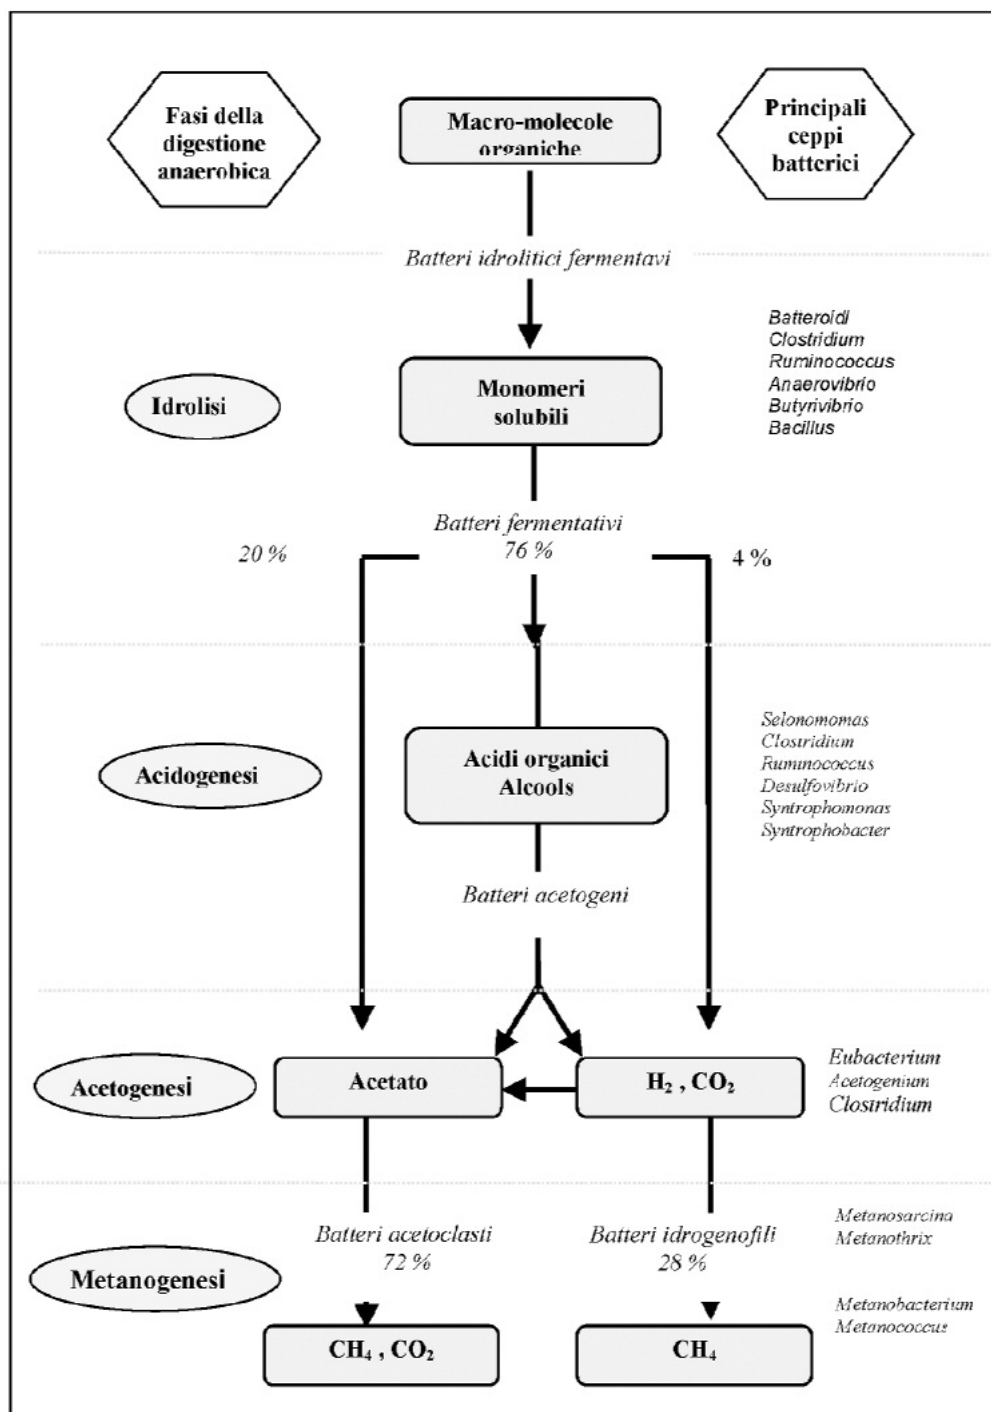 Fasi della
digestione
anaerobica
Macro-molecole
organiche
Principali
ceppi
batterici
Batteri idrolitici fermentavi
Batteroidi
Clostridium
Ruminococcus
Anaerovibrio
Butyrivibrio
Bacillus
Idrolisi
Monomeri
solubili
Batteri fermentativi
20 %
76 %
4 %
Selonomomas
Clostridium
Ruminococcus
Desulfovibrio
Syntrophomonas
Syntrophobacter
Acidogenesi
Acidi organici
Alcools
Batteri acetogeni
Acetogenesi
Acetato
H₂ , CO₂
Eubacterium
Acetogenium
Clostridium
Batteri acetoclasti
72 %
Batteri idrogenofili
28 %
Metanosarcina
Metanothrix
Metanogenesi
Metanobacterium
Metanococcus
CH₄ , CO₂
CH₄